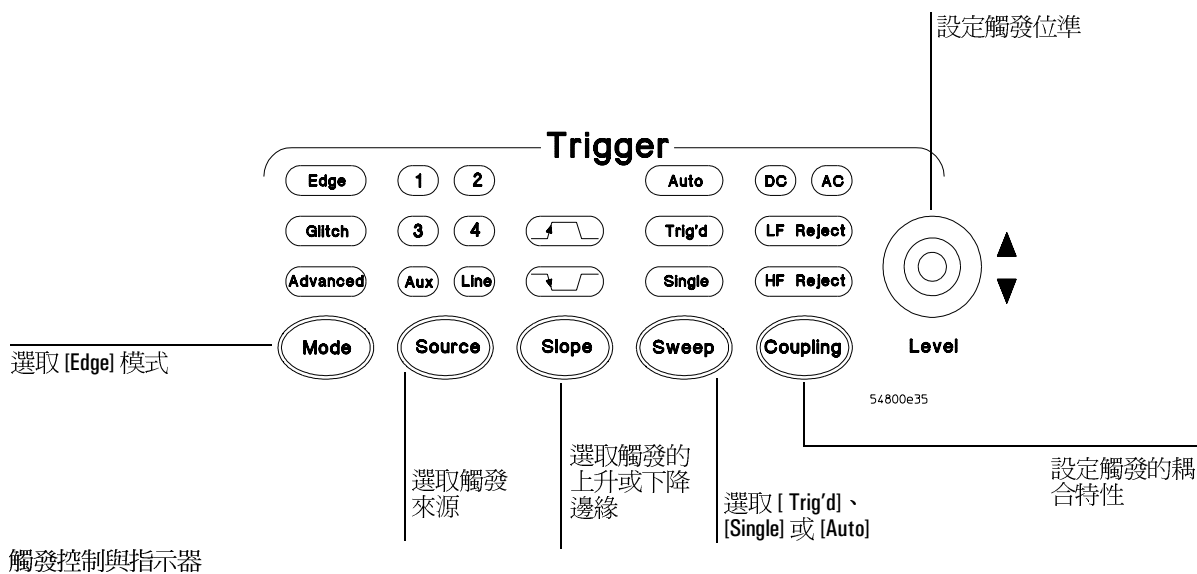 設定觸發位準
Trigger
Edge 1 2 Auto DC AC
Glitch 3 4 Trig'd LF Reject
Advanced Aux Line Single HF Reject
Mode Source Slope Sweep Coupling Level
選取 [Edge] 模式
54800e35
選取觸發
來源
選取觸發的
上升或下降
邊緣
選取 [ Trig'd]、
[Single] 或 [Auto]
設定觸發的耦
合特性
觸發控制與指示器